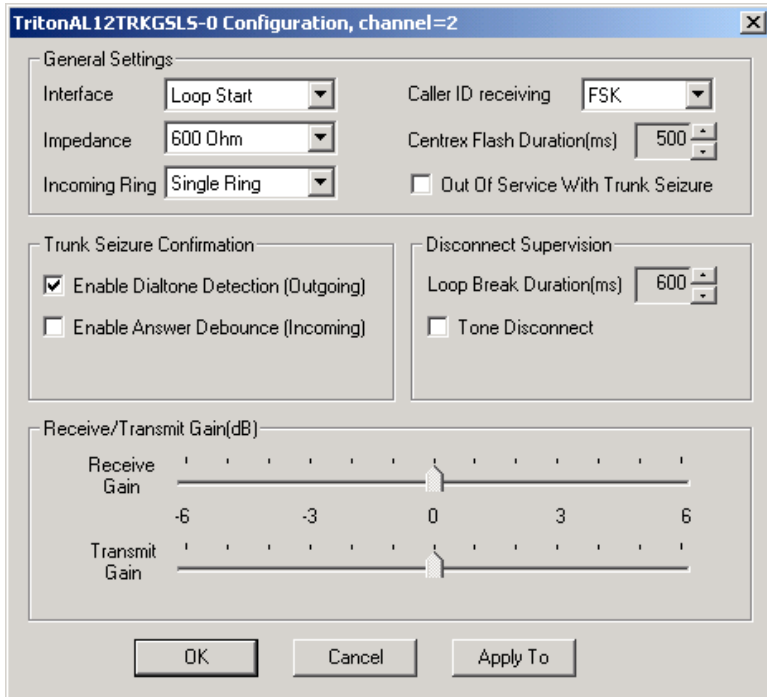 TritonAL12TRKGSLS-0 Configuration, channel=2
General Settings
Interface Loop Start Caller ID receiving FSK
Impedance 600 Ohm Centrex Flash Duration(ms) 500
Incoming Ring Single Ring Out Of Service With Trunk Seizure
Trunk Seizure Confirmation Disconnect Supervision
Enable Dialtone Detection (Outgoing) Loop Break Duration(ms) 600
Enable Answer Debounce (Incoming) Tone Disconnect
Receive/Transmit Gain(dB)
Receive
Gain
-6 -3 0 3 6
Transmit
Gain
OK Cancel Apply To